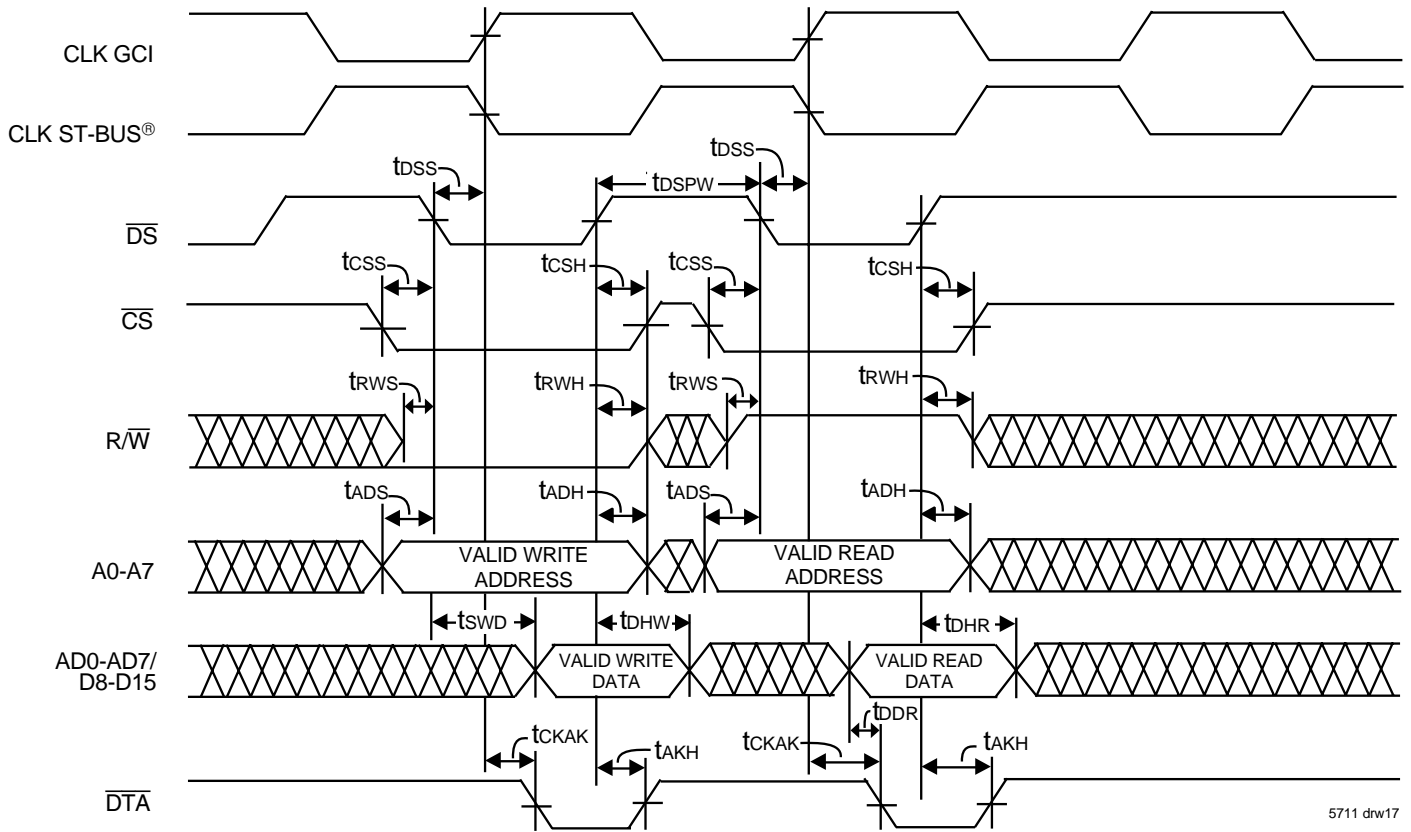 CLK GCI
CLK ST-BUS®
tDSS
tDSPW
tDSS
DS
tCSS
tCSH
tCSS
tCSH
CS
tRWS
tRWH
tRWS
tRWH
R/W
tADS
tADH
tADS
tADH
A0-A7
VALID WRITE
ADDRESS
VALID READ
ADDRESS
tSWD
tDHW
tDHR
AD0-AD7/
D8-D15
VALID WRITE
DATA
VALID READ
DATA
tDDR
tCKAK
tAKH
tCKAK
tAKH
DTA
5711 drw17